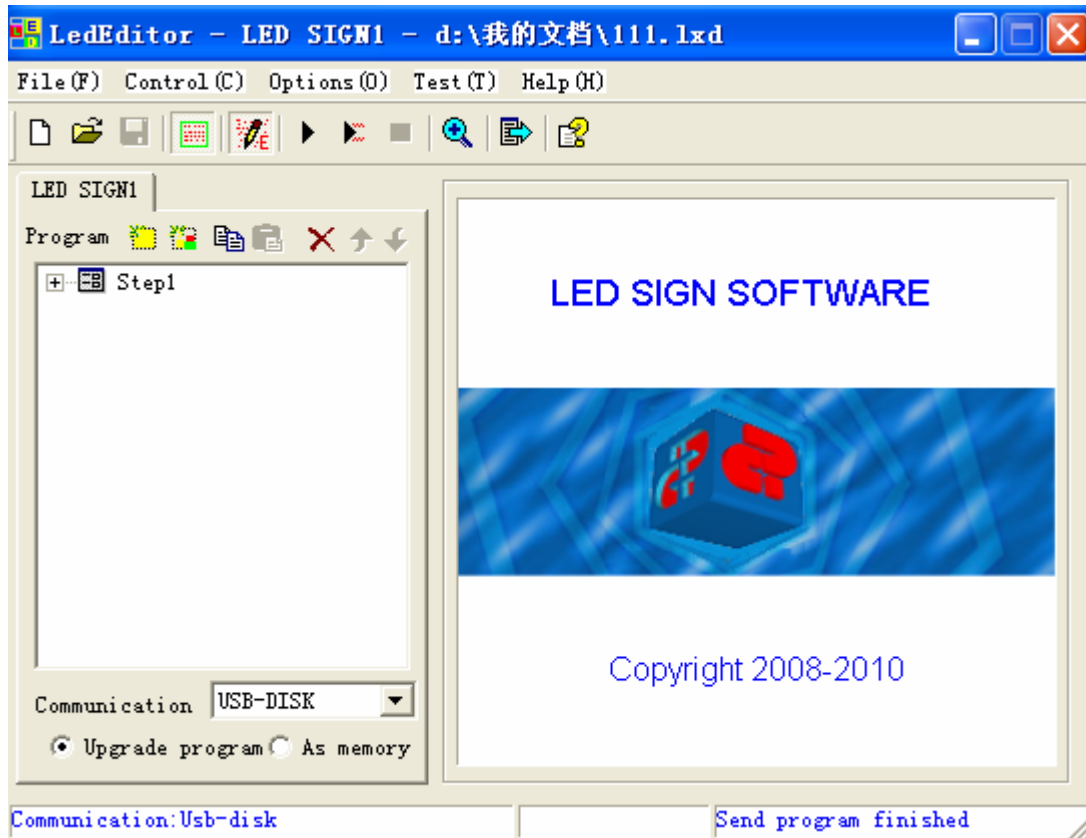 LedEditor - LED SIGN1 - d:\我的文档\111.lxd
File(F) Control(C) Options(O) Test(T) Help(H)
LED SIGN1
Program
Step1
LED SIGN SOFTWARE
Copyright 2008-2010
Communication USB-DISK
Upgrade program As memory
Communication:Usb-disk Send program finished